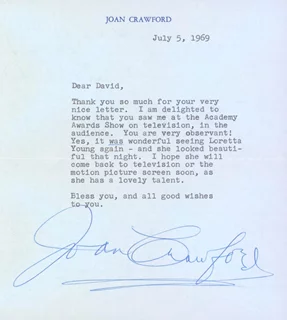 JOAN CRAWFORD
July 5, 1969
Dear David,
Thank you so much for your very
nice letter. I am delighted to
know that you saw me at the Academy
Awards Show on television, in the
audience. You are very observant!
Yes, it was wonderful seeing Loretta
Young again - and she looked beauti-
ful that night. I hope she will
come back to television or the
motion picture screen soon, as
she has a lovely talent.
Bless you, and all good wishes
to you.
Joan Crawford